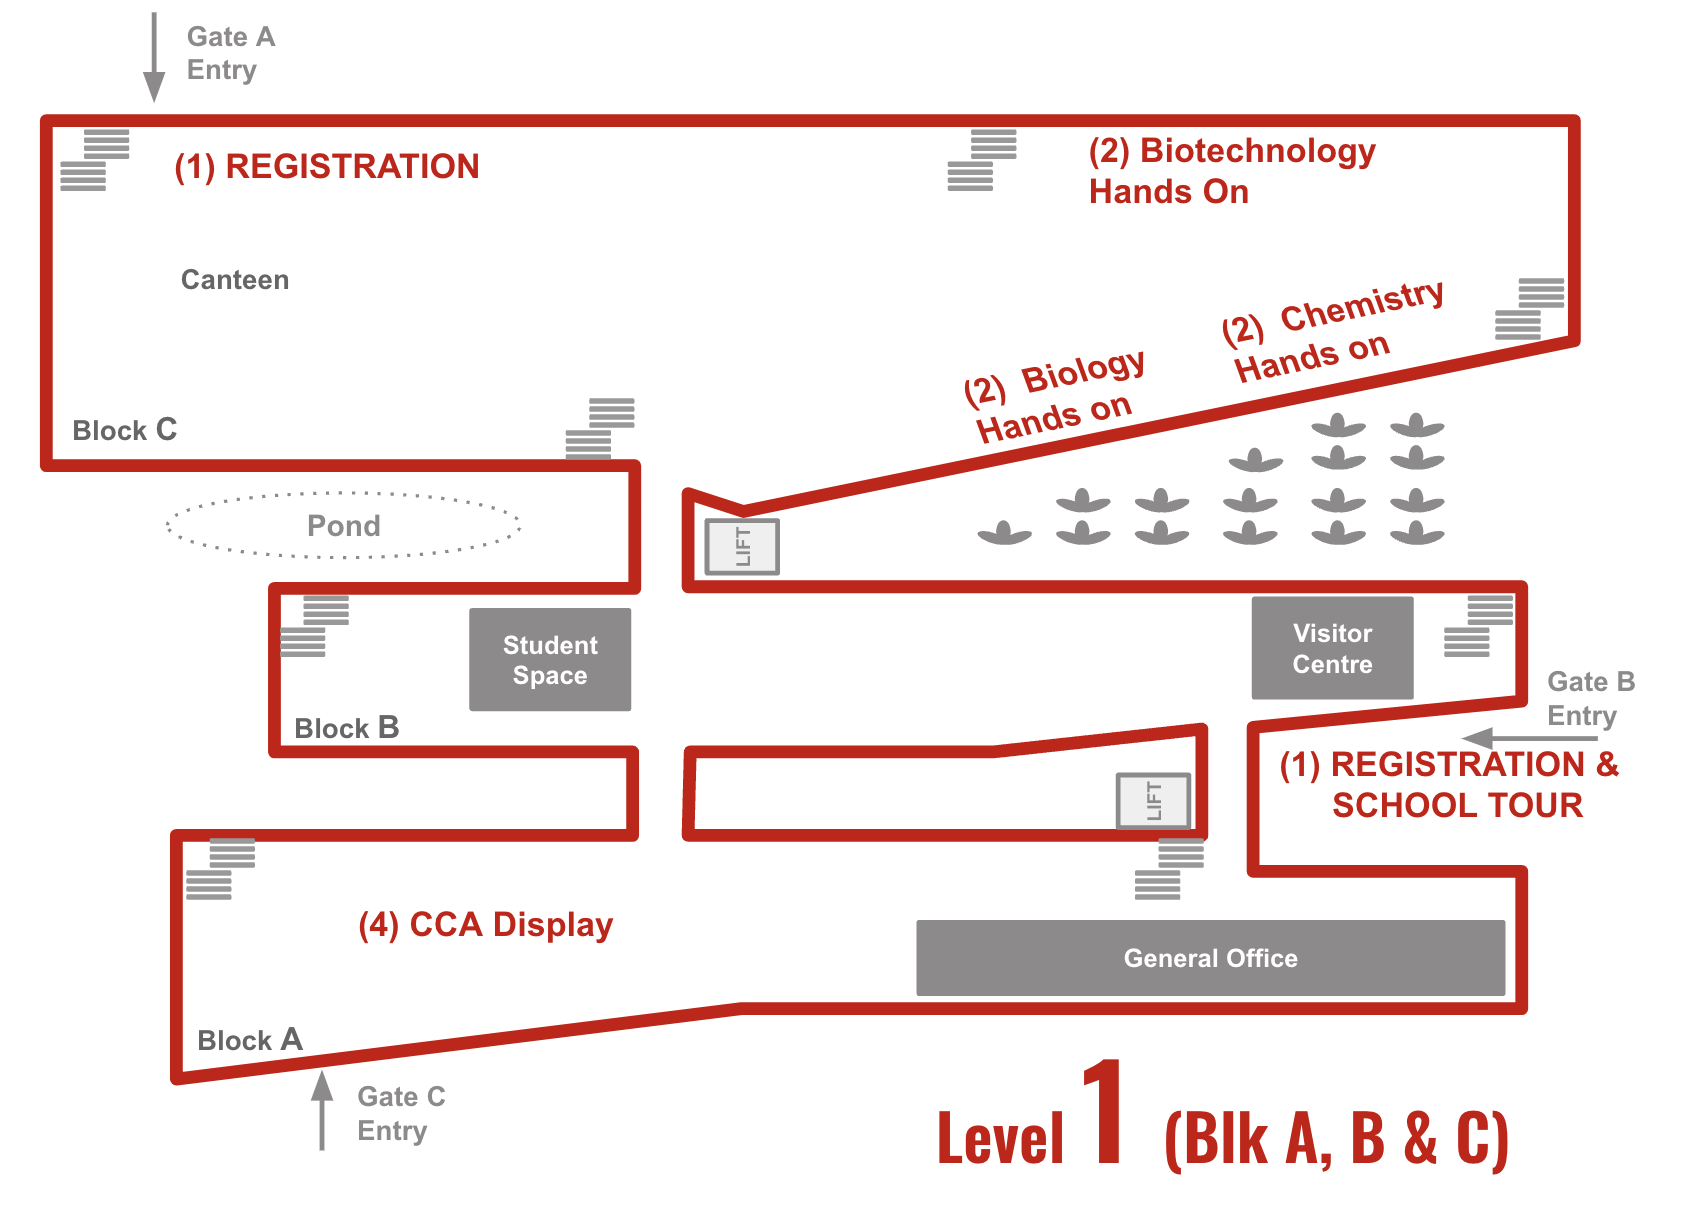 Gate A
Entry
(1) REGISTRATION
(2) Biotechnology
Hands On
Canteen
(2) Chemistry
Hands on
(2) Biology
Hands on
Block C
Pond
LIFT
Student
Space
Visitor
Centre
Block B
Gate B
Entry
(1) REGISTRATION &
SCHOOL TOUR
LIFT
(4) CCA Display
General Office
Block A
Gate C
Entry
Level 1 (Blk A, B & C)